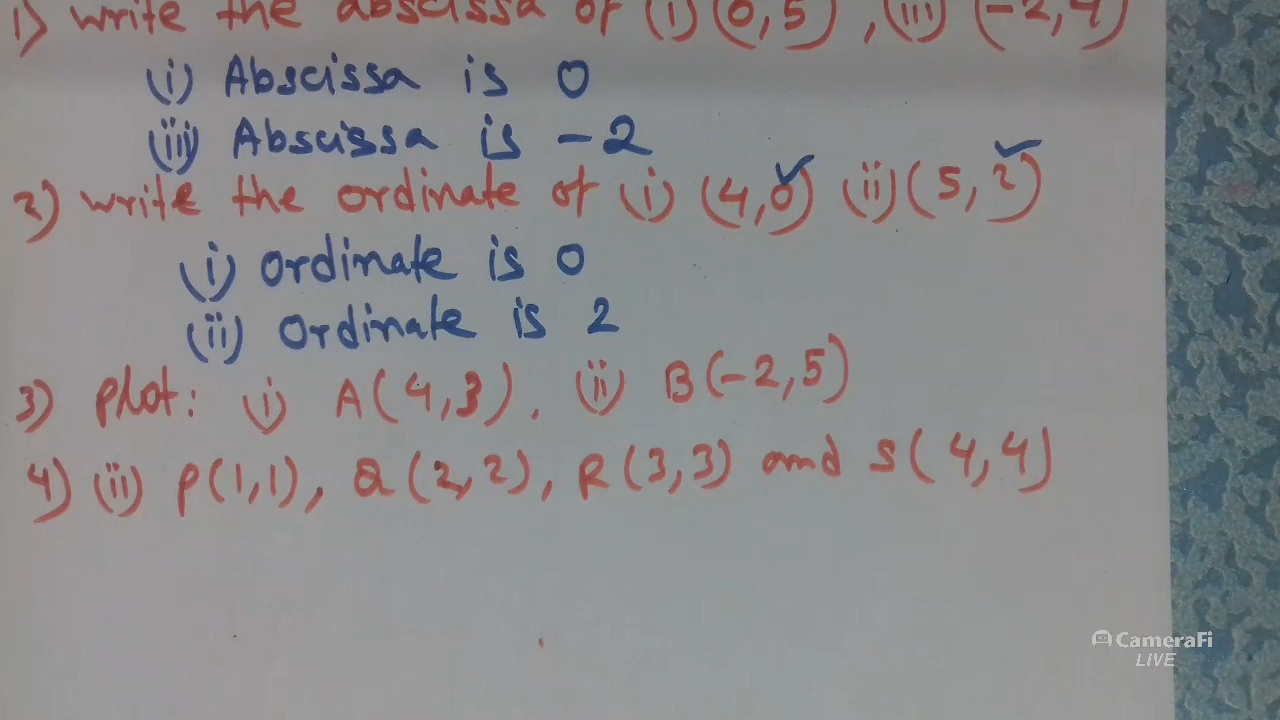 1) write the abscissa of (i) (0,5) , (iii) (-2,4)
(i) Abscissa is 0
(iii) Abscissa is -2
2) write the ordinate of (i) (4,0) (ii) (5,2)
(i) ordinate is 0
(ii) ordinate is 2
3) plot: (i) A(4,3). (ii) B(-2,5)
4) (ii) P(1,1), Q(2,2), R(3,3) and S(4,4)
CameraFi
LIVE